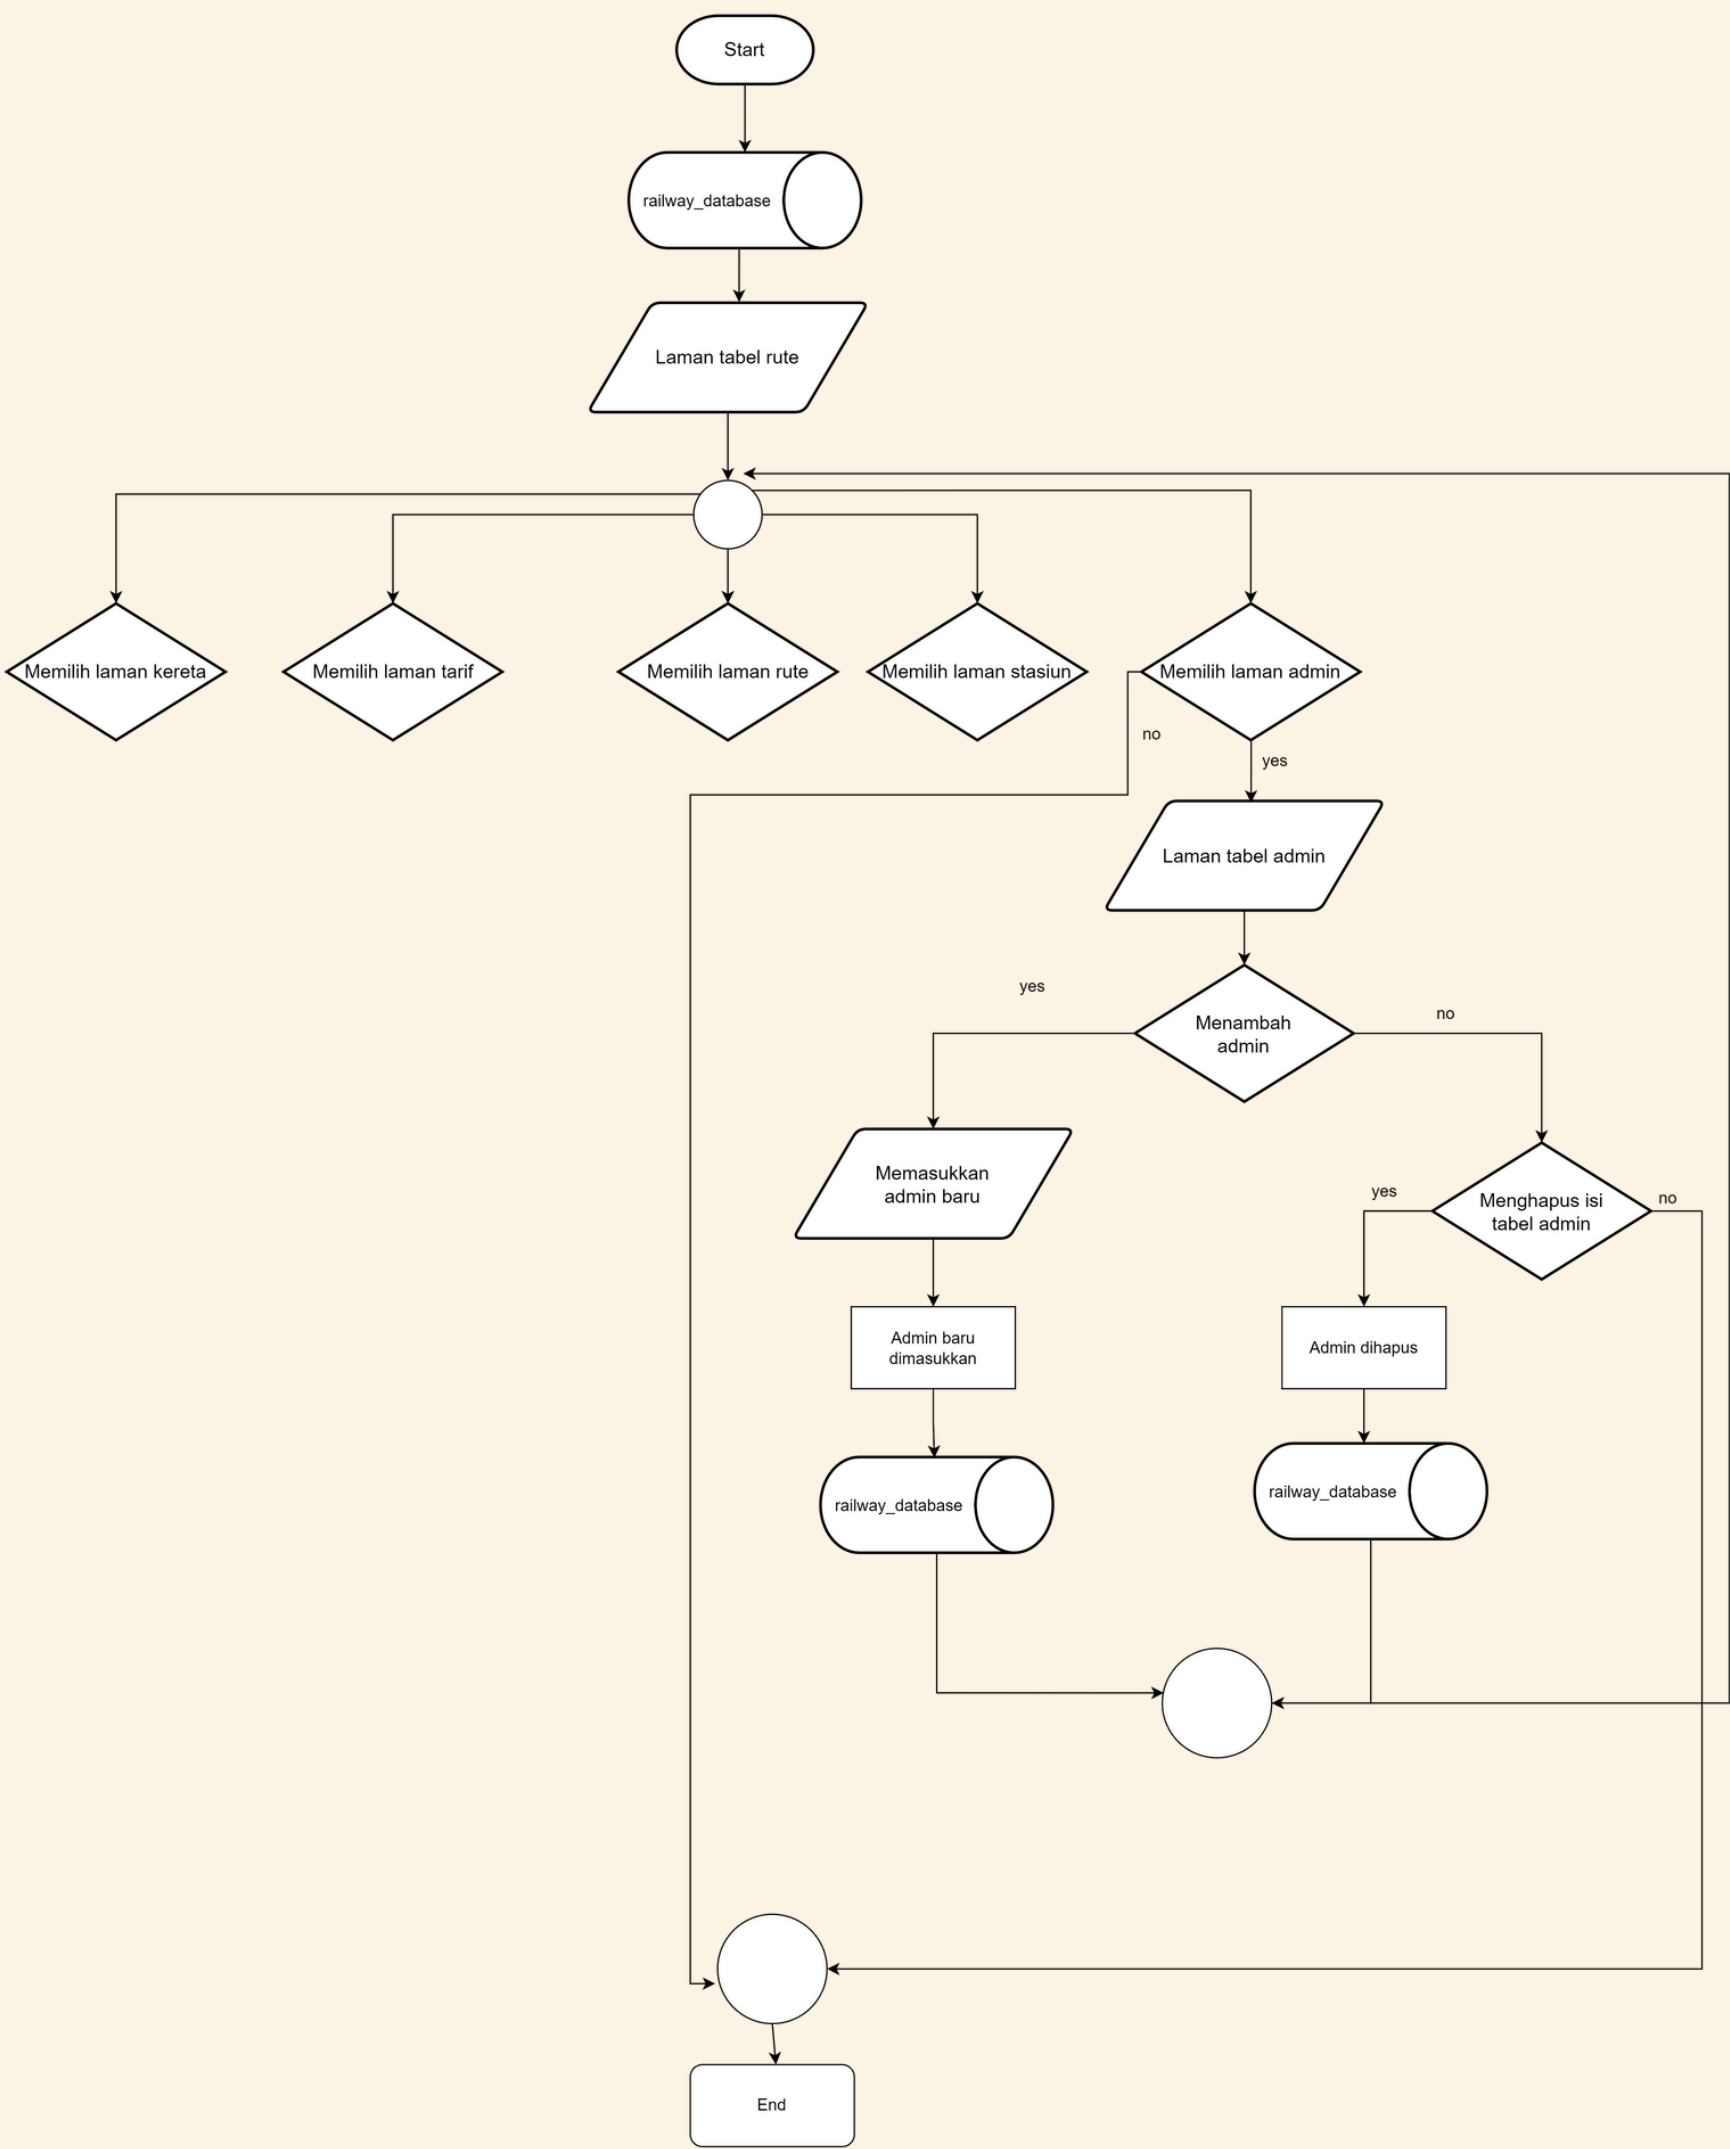 Start
railway_database
Laman tabel rute
Memilih laman kereta
Memilih laman tarif
Memilih laman rute
Memilih laman stasiun
Memilih laman admin
no
yes
Laman tabel admin
yes
Menambah
admin
no
Memasukkan
admin baru
yes
Menghapus isi
tabel admin
no
Admin baru
dimasukkan
Admin dihapus
railway_database
railway_database
End